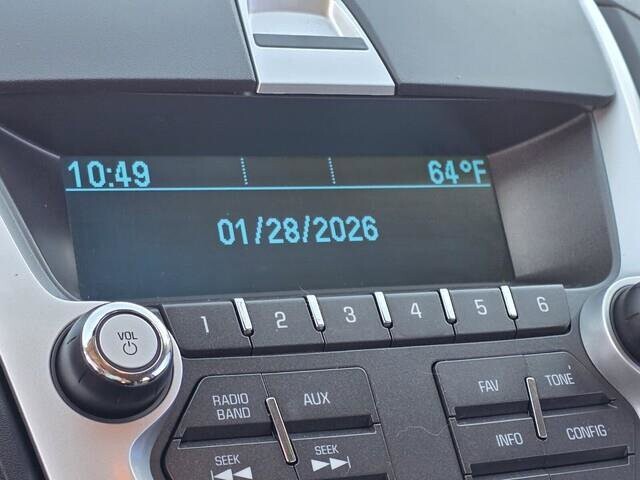 10:49 64°F
01/28/2026
1 2 3 4 5 6
VOL
RADIO BAND AUX FAV TONE
SEEK SEEK INFO CONFIG